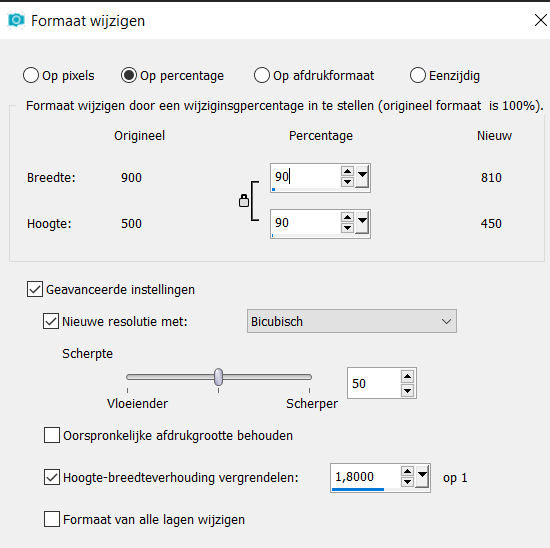 Formaat wijzigen
Op pixels Op percentage Op afdrukformaat Eenzijdig
Formaat wijzigen door een wijziginsgpercentage in te stellen (origineel formaat is 100%).
Origineel Percentage Nieuw
Breedte: 900 90 810
Hoogte: 500 90 450
Geavanceerde instellingen
Nieuwe resolutie met: Bicubisch
Scherpte
50
Vloeiender Scherper
Oorspronkelijke afdrukgrootte behouden
Hoogte-breedteverhouding vergrendelen: 1,8000 op 1
Formaat van alle lagen wijzigen